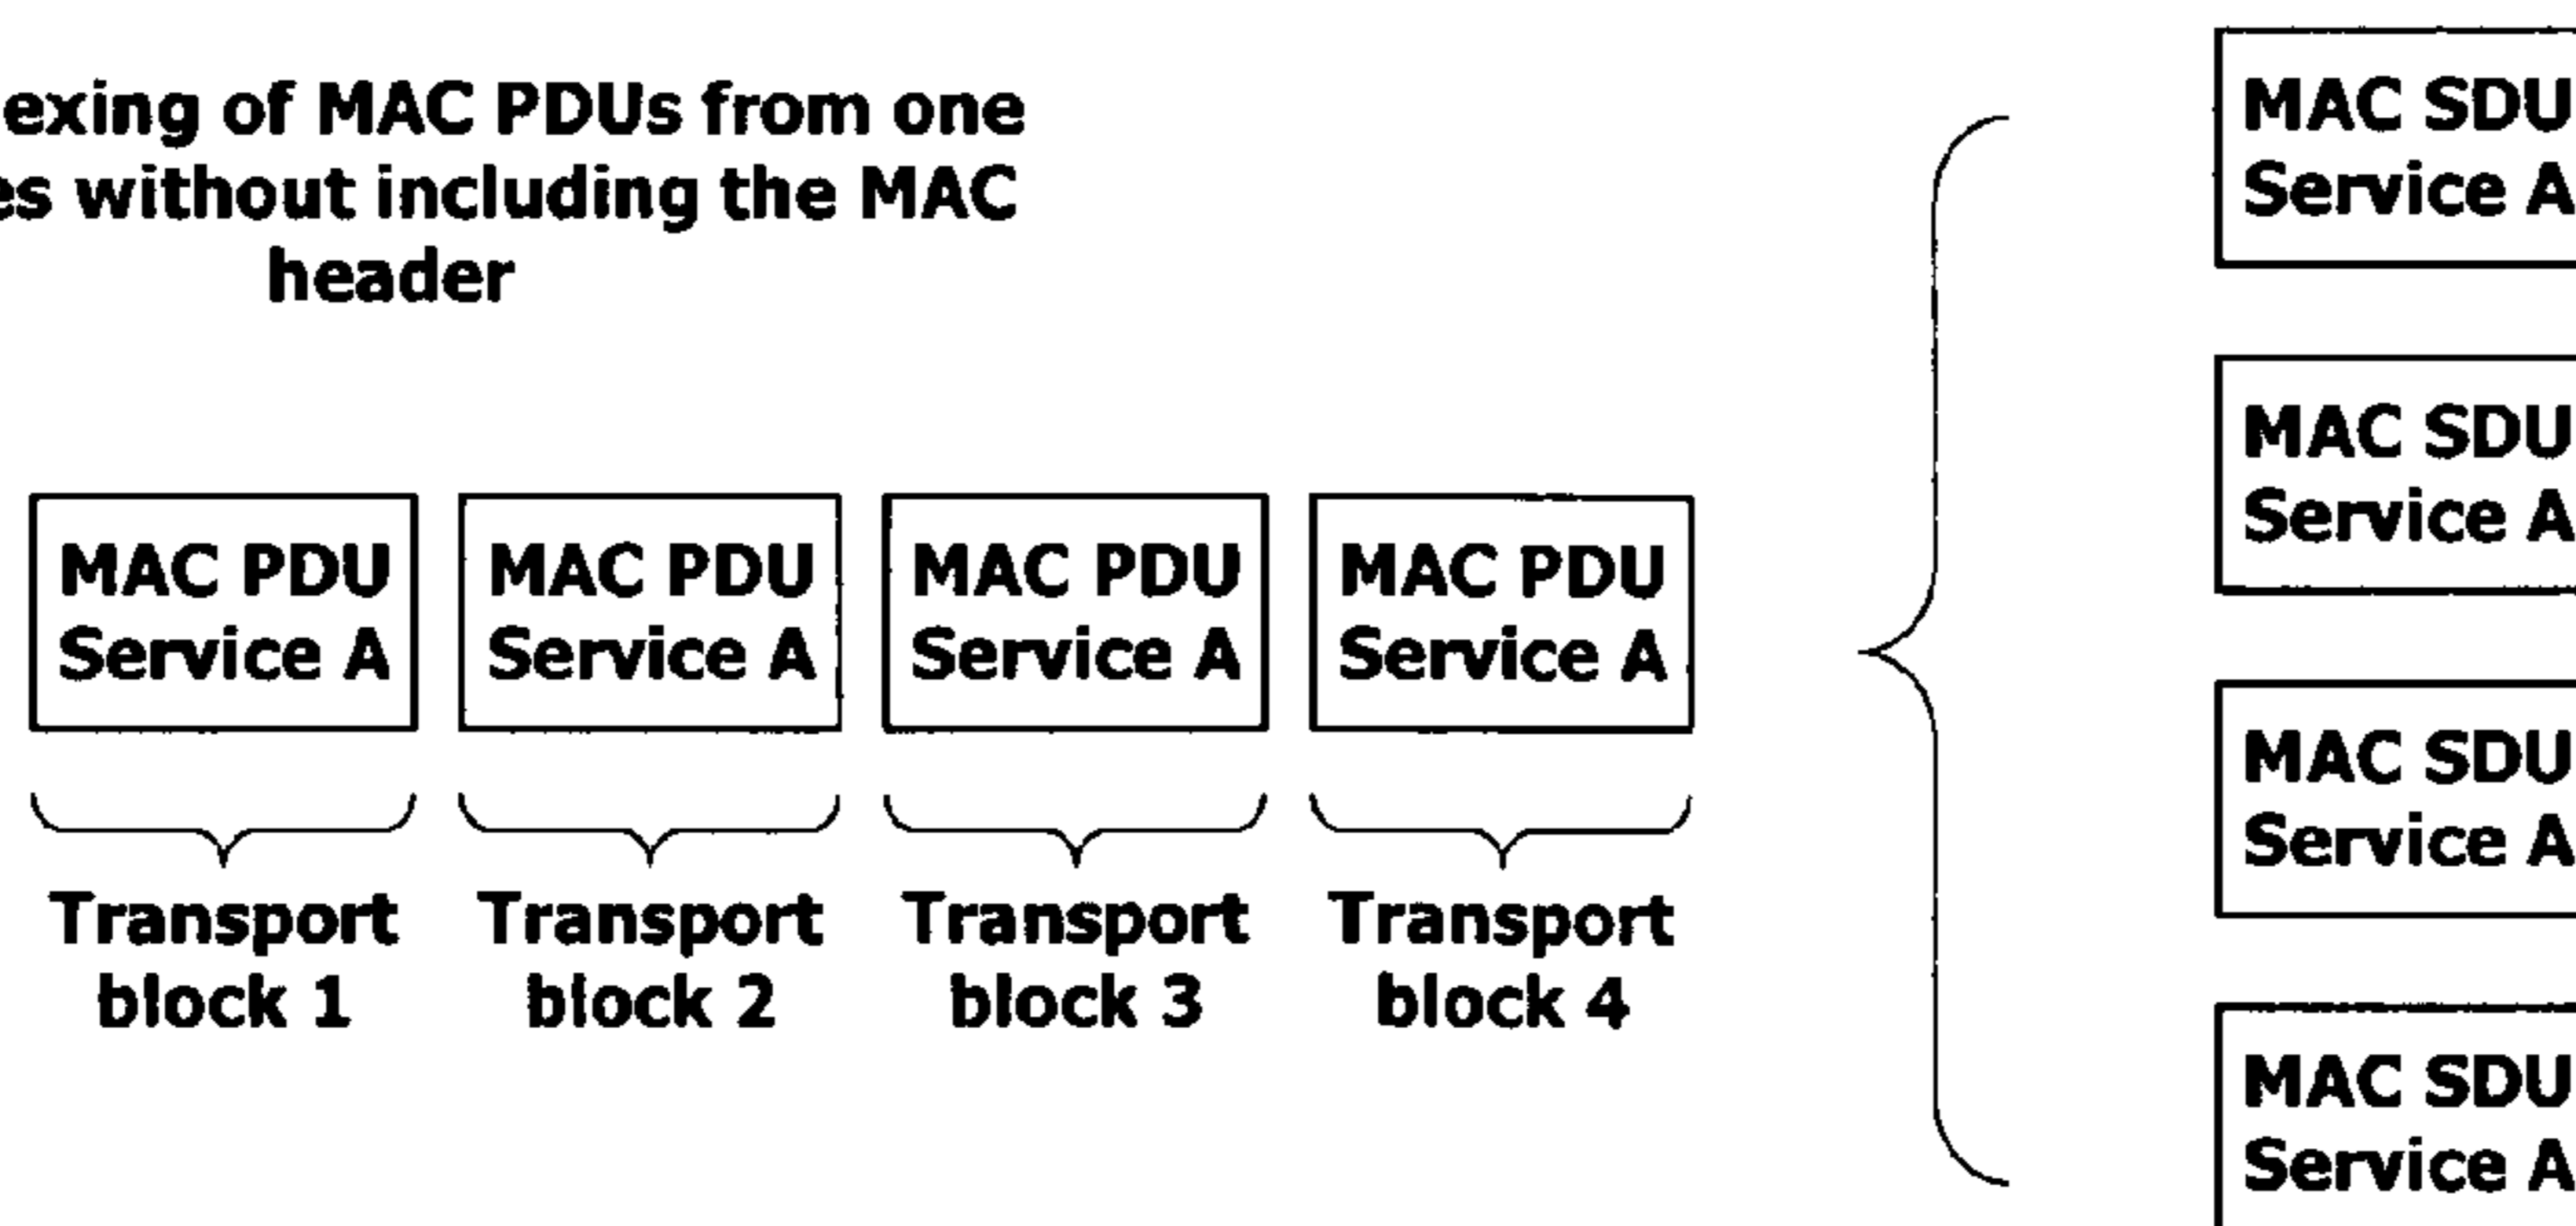 exing of MAC PDUs from one
es without including the MAC
header
MAC PDU
Service A
MAC PDU
Service A
MAC PDU
Service A
MAC PDU
Service A
Transport
block 1
Transport
block 2
Transport
block 3
Transport
block 4
MAC SDU
Service A
MAC SDU
Service A
MAC SDU
Service A
MAC SDU
Service A